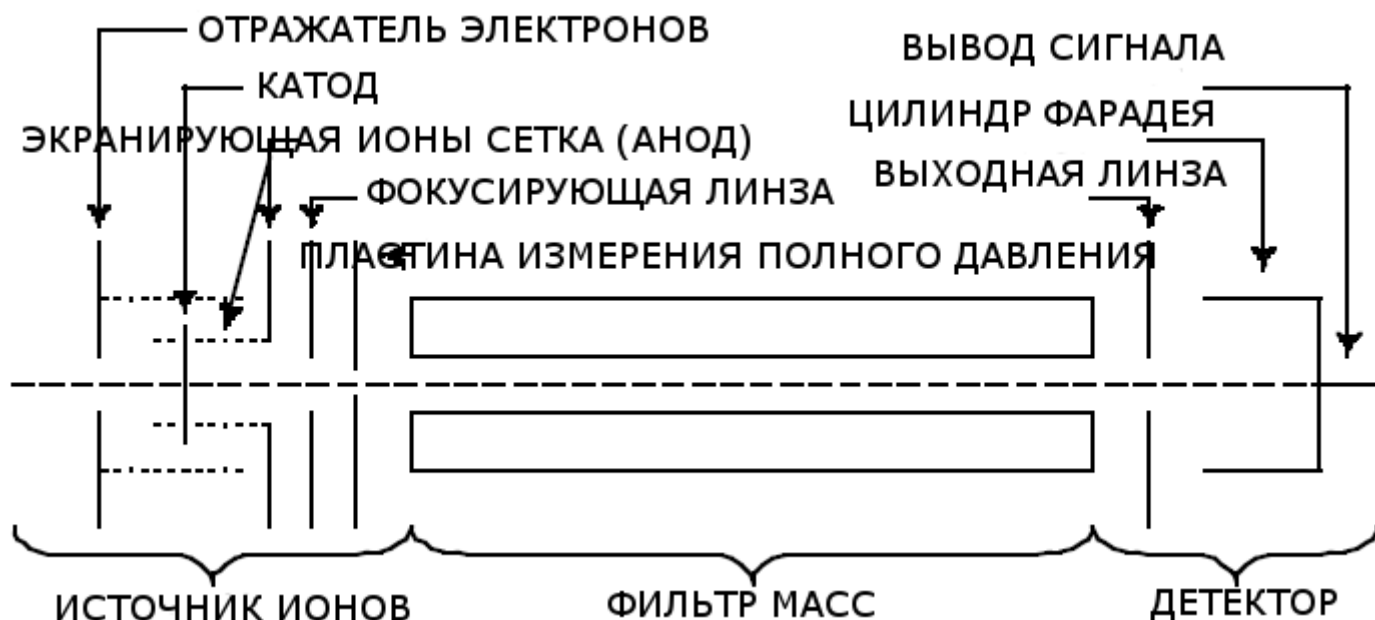 ОТРАЖАТЕЛЬ ЭЛЕКТРОНОВ
ВЫВОД СИГНАЛА
КАТОД
ЦИЛИНДР ФАРАДЕЯ
ЭКРАНИРУЮЩАЯ ИОНЫ СЕТКА (АНОД)
ВЫХОДНАЯ ЛИНЗА
ФОКУСИРУЮЩАЯ ЛИНЗА
ПЛАСТИНА ИЗМЕРЕНИЯ ПОЛНОГО ДАВЛЕНИЯ
ИСТОЧНИК ИОНОВ
ФИЛЬТР МАСС
ДЕТЕКТОР